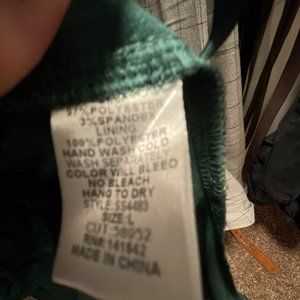 97% POLYESTER
3% SPANDEX
LINING
100% POLYESTER
HAND WASH COLD
WASH SEPARATELY
COLOR WILL BLEED
NO BLEACH
HANG TO DRY
STYLE: SS4483
SIZE: L
CUT: 58952
RN#: 141842
MADE IN CHINA